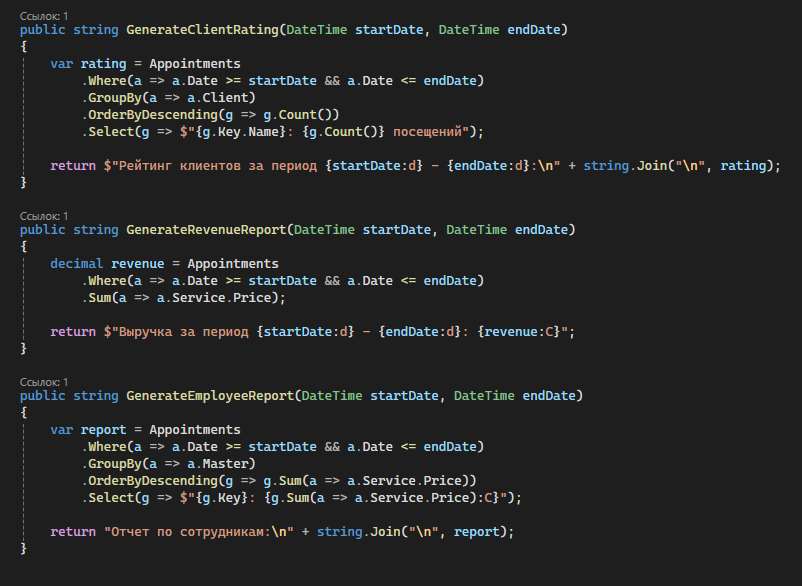 Ссылок: 1
public string GenerateClientRating(DateTime startDate, DateTime endDate)
{
    var rating = Appointments
        .Where(a => a.Date >= startDate && a.Date <= endDate)
        .GroupBy(a => a.Client)
        .OrderByDescending(g => g.Count())
        .Select(g => $"{g.Key.Name}: {g.Count()} посещений");

    return $"Рейтинг клиентов за период {startDate:d} - {endDate:d}:\n" + string.Join("\n", rating);
}

Ссылок: 1
public string GenerateRevenueReport(DateTime startDate, DateTime endDate)
{
    decimal revenue = Appointments
        .Where(a => a.Date >= startDate && a.Date <= endDate)
        .Sum(a => a.Service.Price);

    return $"Выручка за период {startDate:d} - {endDate:d}: {revenue:C}";
}

Ссылок: 1
public string GenerateEmployeeReport(DateTime startDate, DateTime endDate)
{
    var report = Appointments
        .Where(a => a.Date >= startDate && a.Date <= endDate)
        .GroupBy(a => a.Master)
        .OrderByDescending(g => g.Sum(a => a.Service.Price))
        .Select(g => $"{g.Key}: {g.Sum(a => a.Service.Price):C}");

    return "Отчет по сотрудникам:\n" + string.Join("\n", report);
}